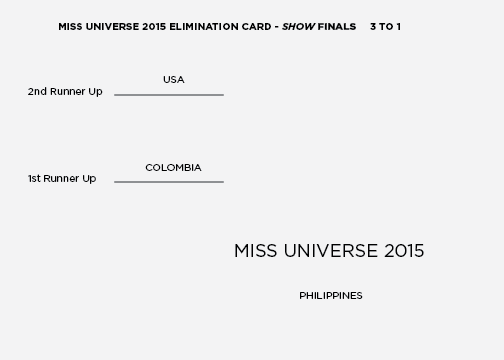 MISS UNIVERSE 2015 ELIMINATION CARD - SHOW FINALS 3 TO 1
USA
2nd Runner Up
COLOMBIA
1st Runner Up
MISS UNIVERSE 2015
PHILIPPINES